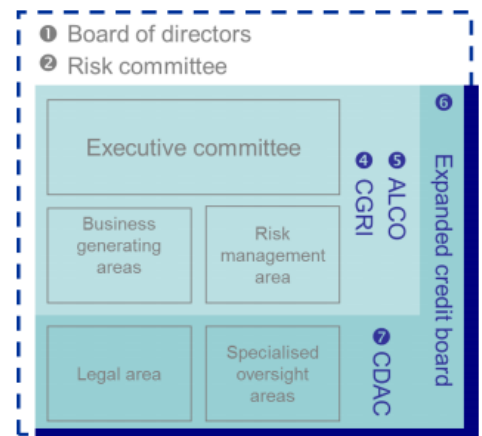 ❶ Board of directors
❷ Risk committee
Executive committee
Business
generating
areas
Risk
management
area
❹ CGRI
❺ ALCO
❻ Expanded credit board
Legal area
Specialised
oversight
areas
❼ CDAC